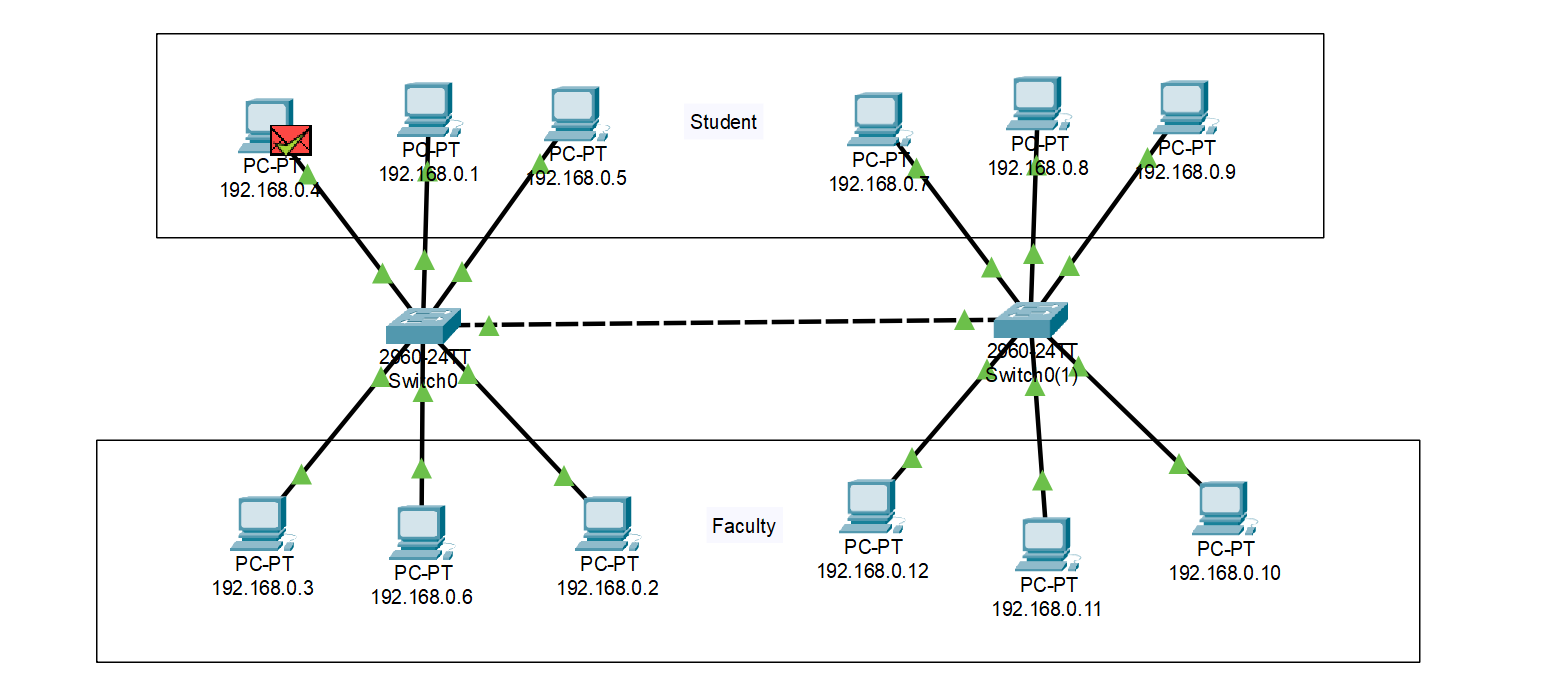 PC-PT
192.168.0.4
PC-PT
192.168.0.1
PC-PT
192.168.0.5
Student
PC-PT
192.168.0.7
PC-PT
192.168.0.8
PC-PT
192.168.0.9
2960-24TT
Switch0
2960-24TT
Switch0(1)
PC-PT
192.168.0.3
PC-PT
192.168.0.6
PC-PT
192.168.0.2
Faculty
PC-PT
192.168.0.12
PC-PT
192.168.0.11
PC-PT
192.168.0.10